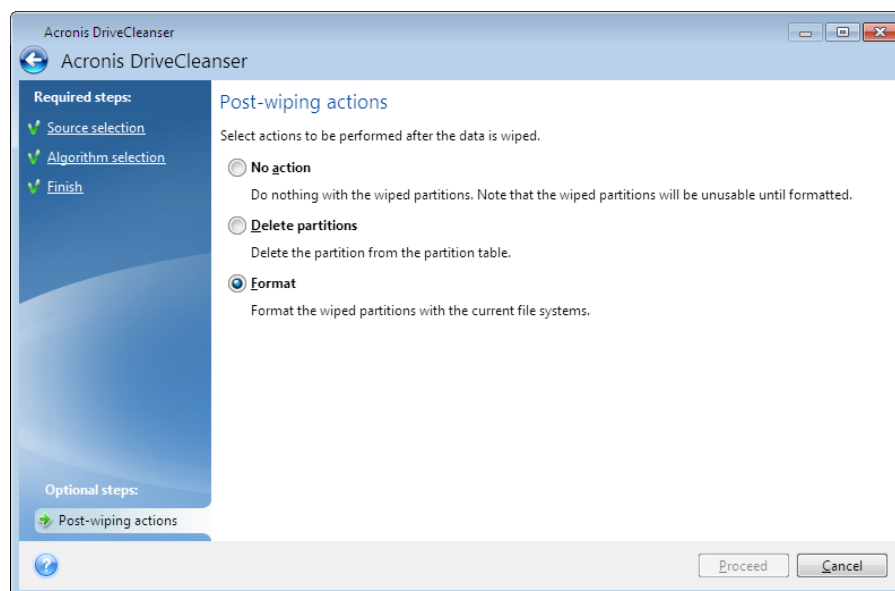 Acronis DriveCleanser
Acronis DriveCleanser
Required steps:
Source selection
Algorithm selection
Finish
Optional steps:
Post-wiping actions
Post-wiping actions
Select actions to be performed after the data is wiped.
No action
Do nothing with the wiped partitions. Note that the wiped partitions will be unusable until formatted.
Delete partitions
Delete the partition from the partition table.
Format
Format the wiped partitions with the current file systems.
?
Proceed
Cancel